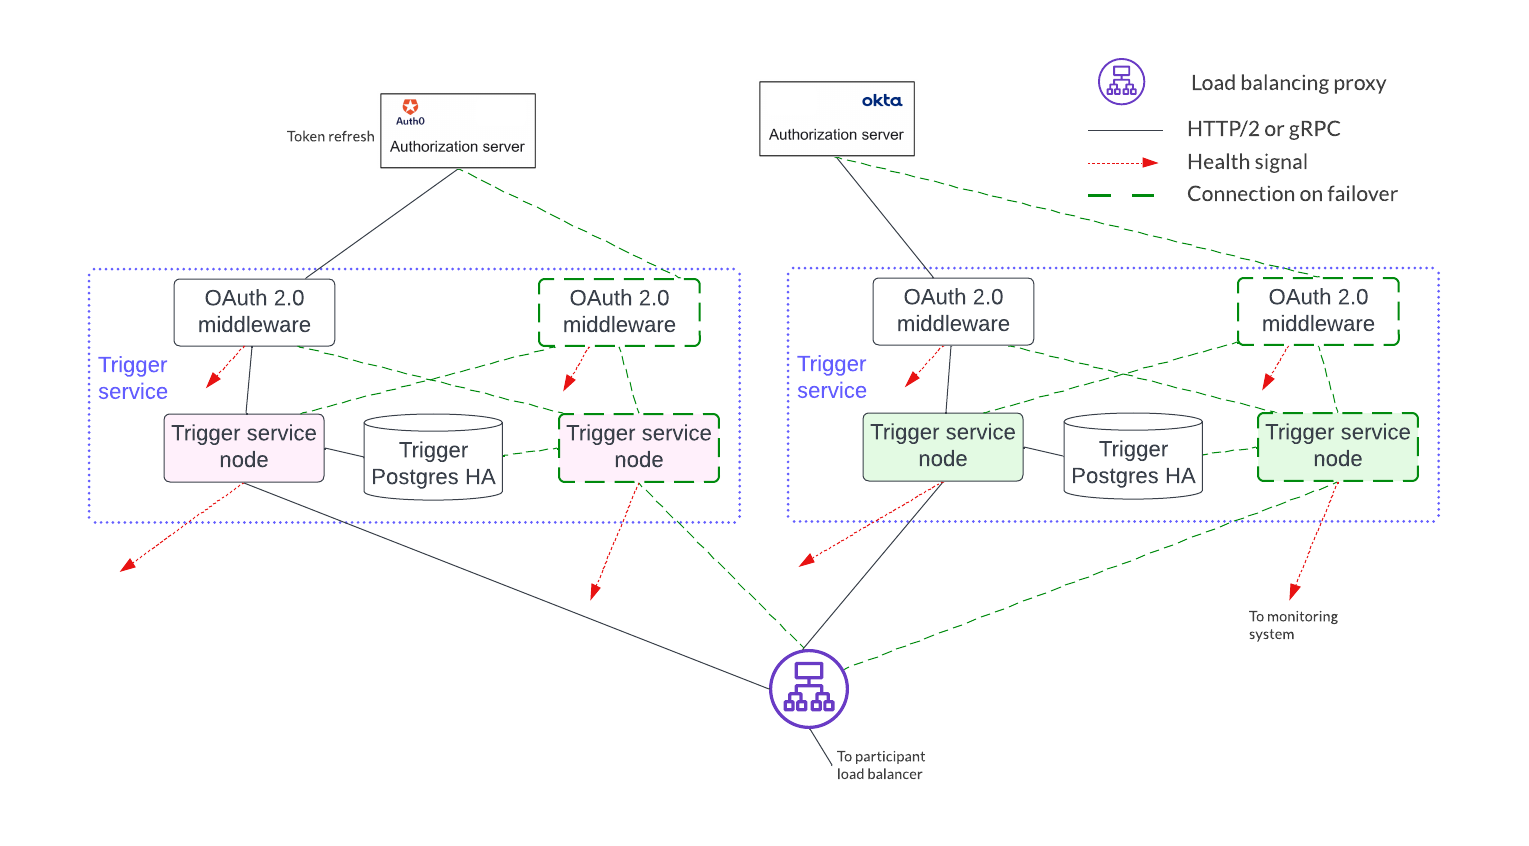 Load balancing proxy
HTTP/2 or gRPC
Health signal
Connection on failover
Token refresh
Auth0
Authorization server
okta
Authorization server
OAuth 2.0
middleware
OAuth 2.0
middleware
Trigger
service
Trigger service
node
Trigger
Postgres HA
Trigger service
node
OAuth 2.0
middleware
OAuth 2.0
middleware
Trigger
service
Trigger service
node
Trigger
Postgres HA
Trigger service
node
To monitoring
system
To participant
load balancer